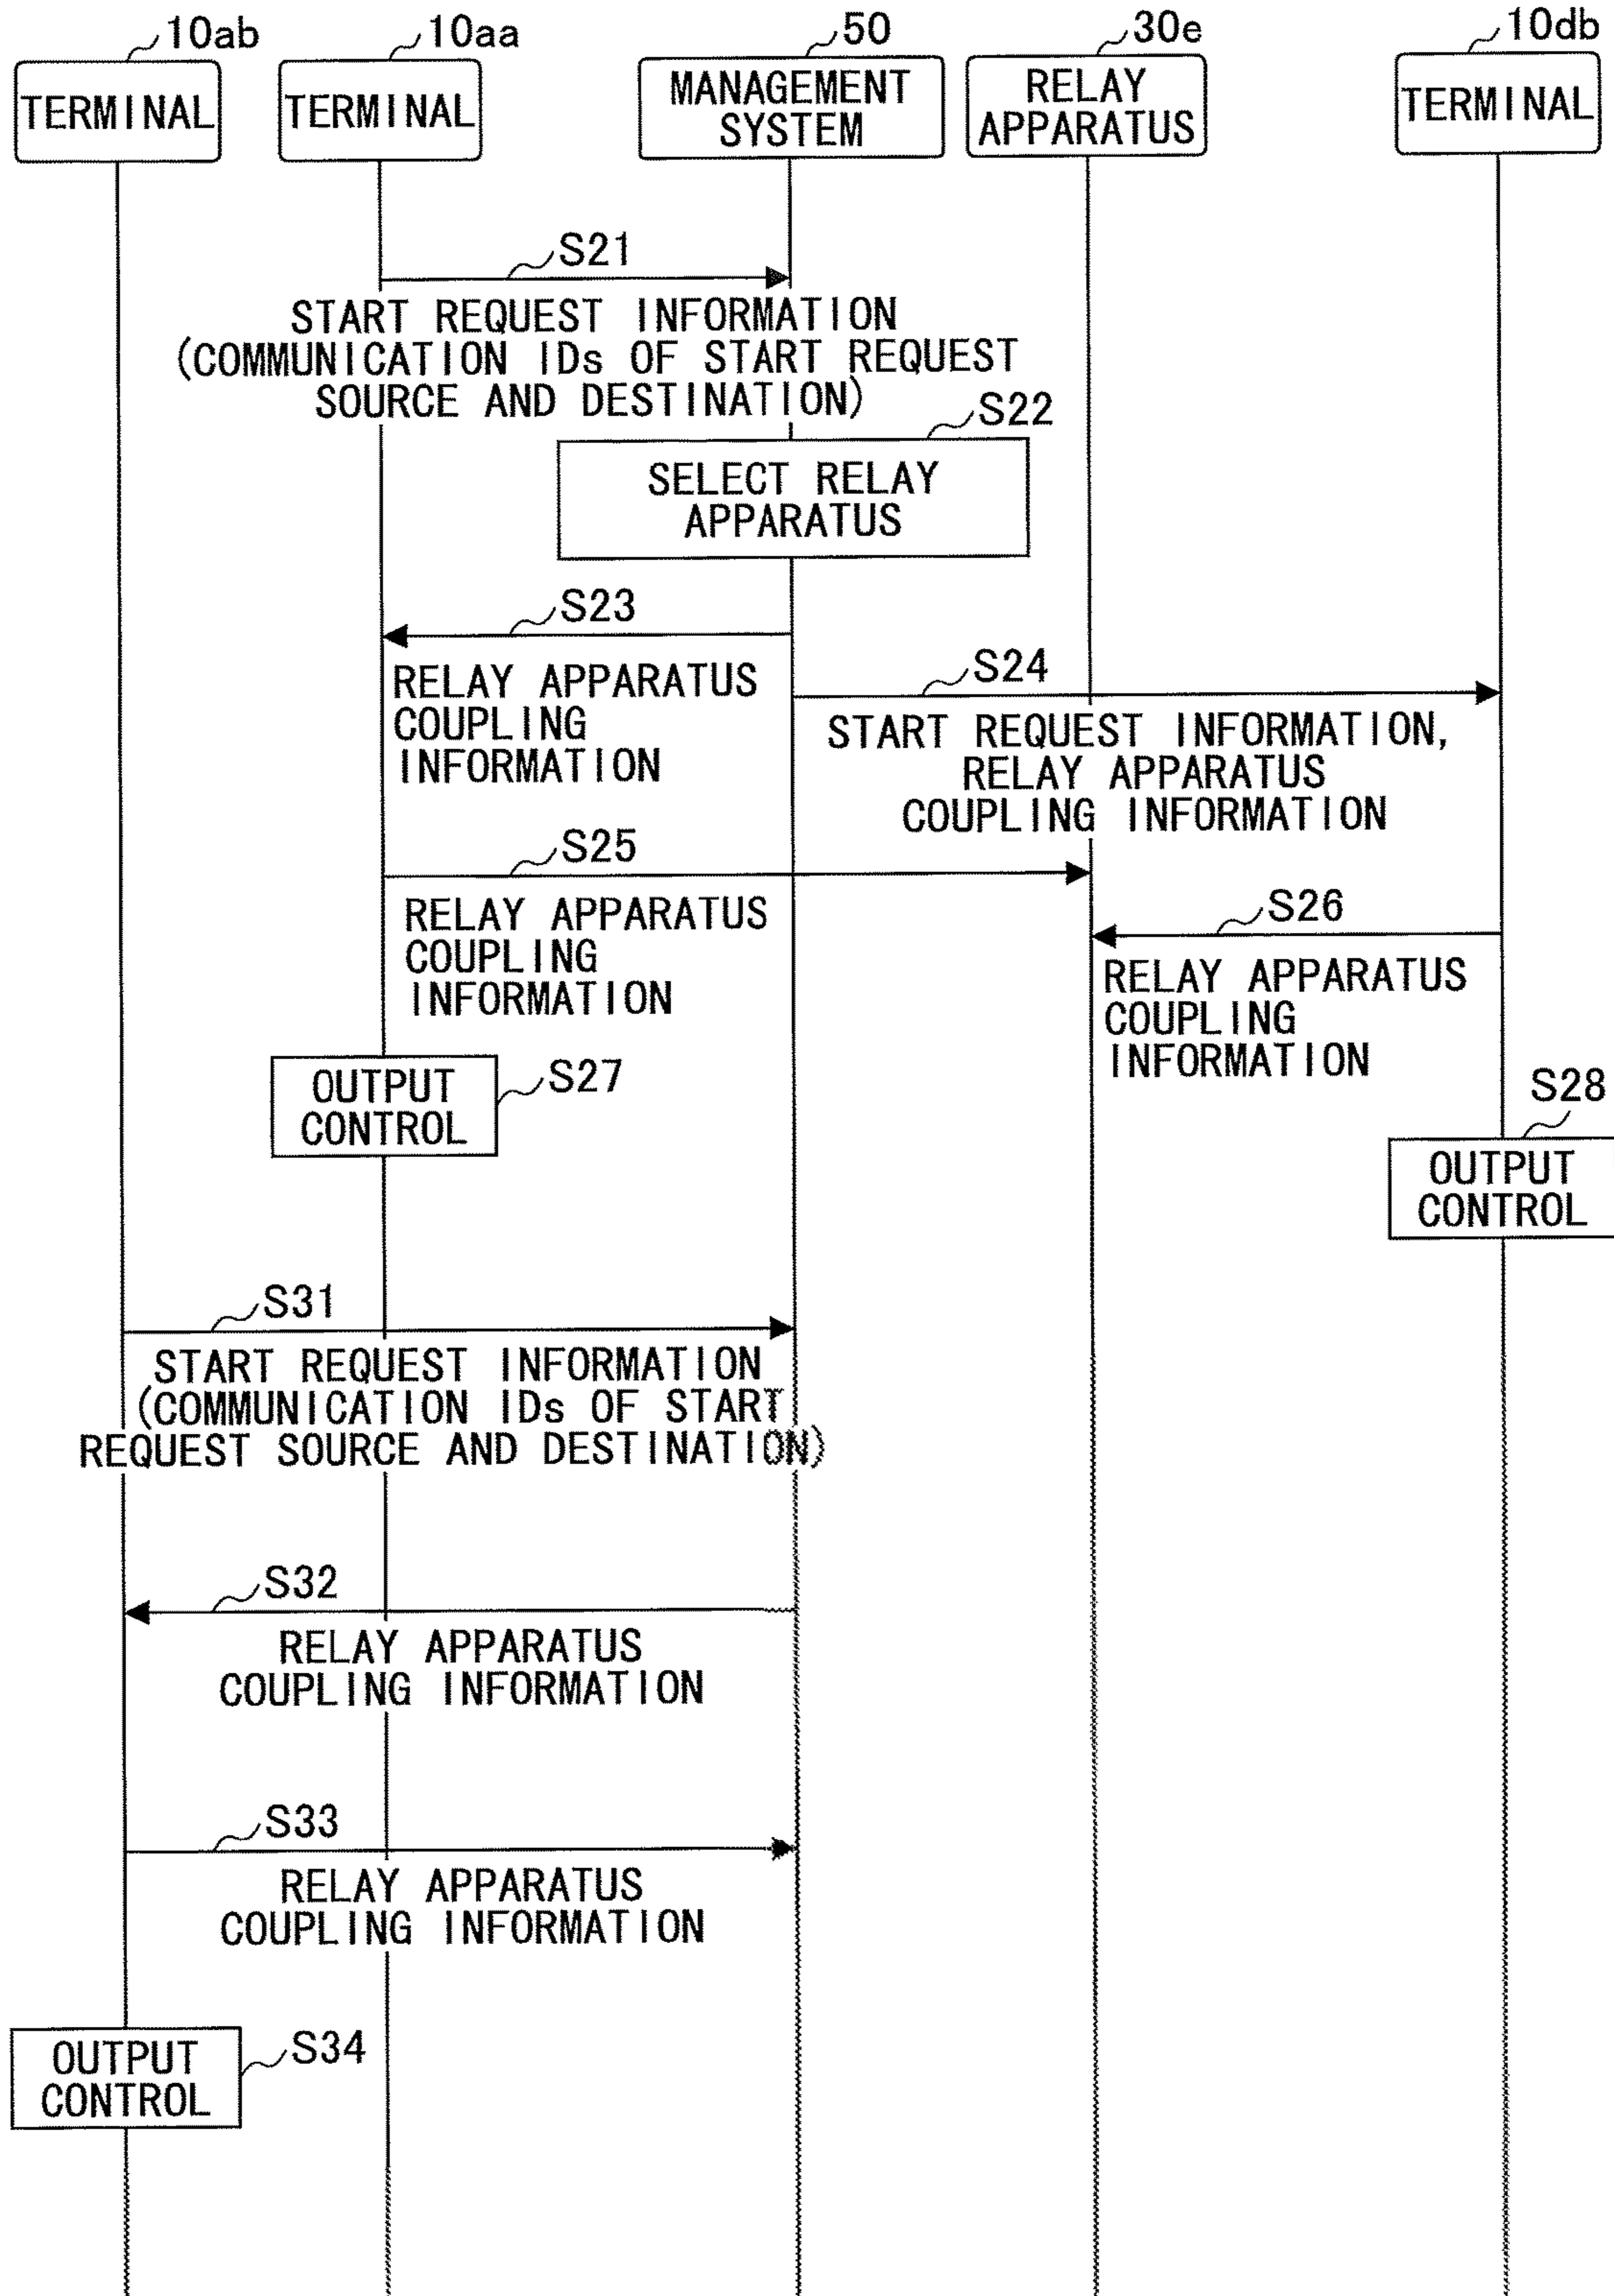 10ab
10aa
50
30e
10db
TERMINAL
TERMINAL
MANAGEMENT
SYSTEM
RELAY
APPARATUS
TERMINAL
S21
START REQUEST INFORMATION
(COMMUNICATION IDs OF START REQUEST
SOURCE AND DESTINATION)
S22
SELECT RELAY
APPARATUS
S23
RELAY APPARATUS
COUPLING
INFORMATION
S24
START REQUEST INFORMATION,
RELAY APPARATUS
COUPLING INFORMATION
S25
RELAY APPARATUS
COUPLING
INFORMATION
S26
RELAY APPARATUS
COUPLING
INFORMATION
OUTPUT
CONTROL
S27
S28
OUTPUT
CONTROL
S31
START REQUEST INFORMATION
(COMMUNICATION IDs OF START
REQUEST SOURCE AND DESTINATION)
S32
RELAY APPARATUS
COUPLING INFORMATION
S33
RELAY APPARATUS
COUPLING INFORMATION
OUTPUT
CONTROL
S34